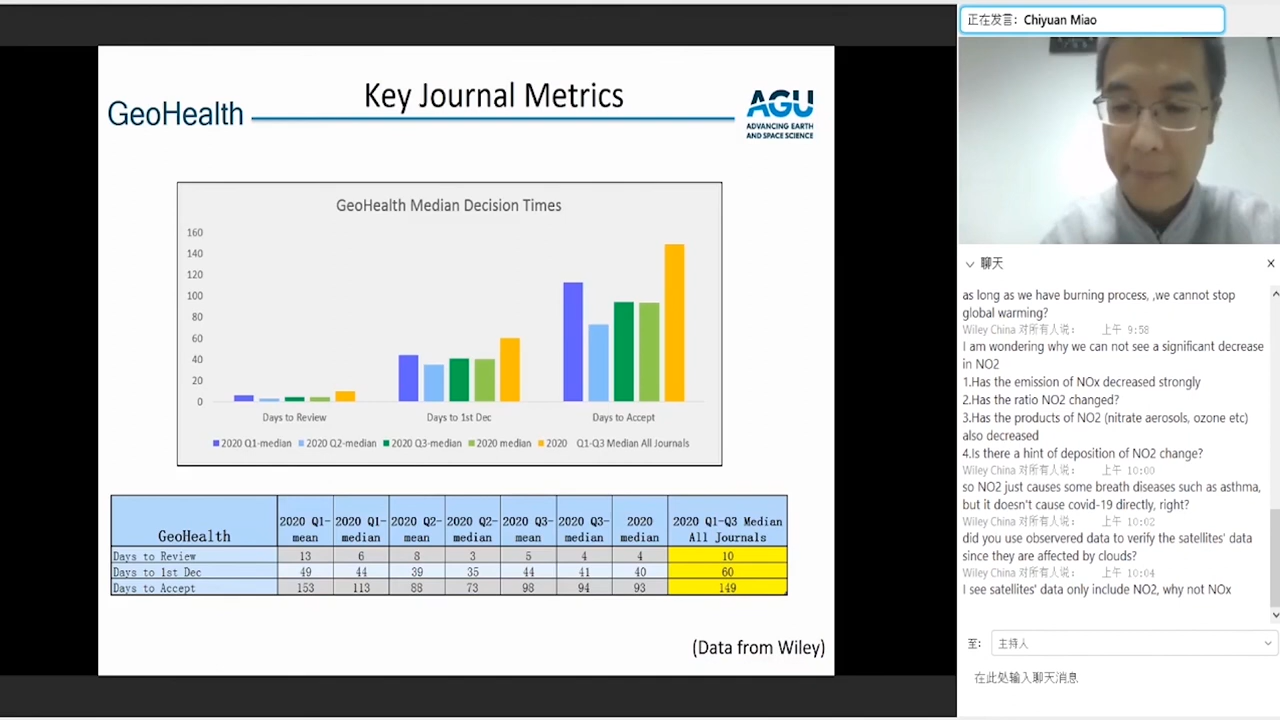 Key Journal Metrics
GeoHealth
AGU
ADVANCING EARTH
AND SPACE SCIENCE
GeoHealth Median Decision Times
160
140
120
100
80
60
40
20
0
Days to Review Days to 1st Dec Days to Accept
2020 Q1-median 2020 Q2-median 2020 Q3-median 2020 median 2020 Q1-Q3 Median All Journals
GeoHealth 2020 Q1-mean 2020 Q1-median 2020 Q2-mean 2020 Q2-median 2020 Q3-mean 2020 Q3-median 2020 median 2020 Q1-Q3 Median All Journals
Days to Review 13 6 8 3 5 4 4 10
Days to 1st Dec 49 44 39 35 44 41 40 60
Days to Accept 153 113 88 73 98 94 93 149
(Data from Wiley)
正在发言: Chiyuan Miao
聊天
as long as we have burning process, ,we cannot stop
global warming?
Wiley China 对所有人说: 上午 9:58
I am wondering why we can not see a significant decrease
in NO2
1.Has the emission of NOx decreased strongly
2.Has the ratio NO2 changed?
3.Has the products of NO2 (nitrate aerosols, ozone etc)
also decreased
4.Is there a hint of deposition of NO2 change?
Wiley China 对所有人说: 上午 10:00
so NO2 just causes some breath diseases such as asthma,
but it doesn't cause covid-19 directly, right?
Wiley China 对所有人说: 上午 10:02
did you use observered data to verify the satellites' data
since they are affected by clouds?
Wiley China 对所有人说: 上午 10:04
I see satellites' data only include NO2, why not NOx
至: 主持人
在此处输入聊天消息